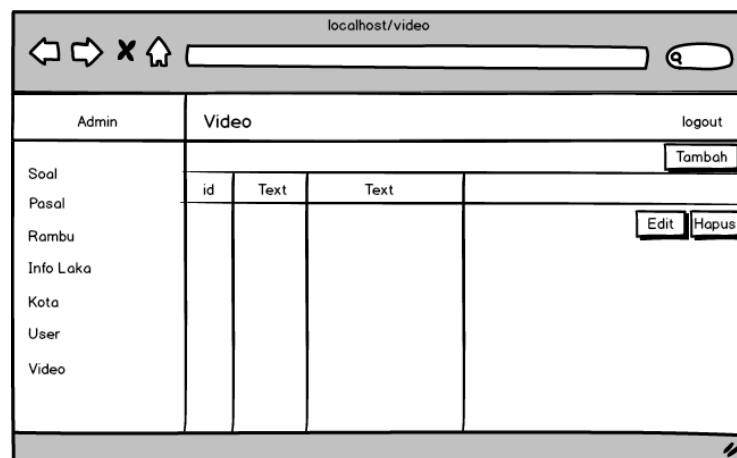 localhost/video
Admin
Video
logout
Tambah
Soal
Pasal
Rambu
Info Laka
Kota
User
Video
id
Text
Text
Edit
Hapus